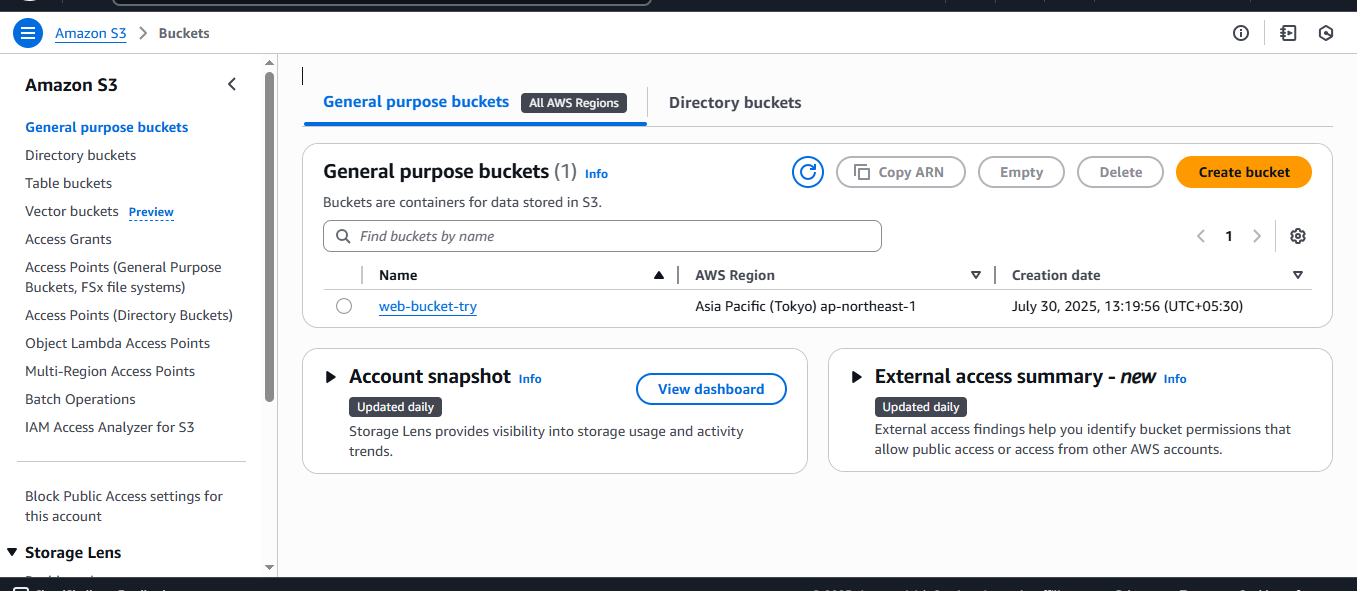 Amazon S3 > Buckets
Amazon S3
General purpose buckets
Directory buckets
Table buckets
Vector buckets Preview
Access Grants
Access Points (General Purpose
Buckets, FSx file systems)
Access Points (Directory Buckets)
Object Lambda Access Points
Multi-Region Access Points
Batch Operations
IAM Access Analyzer for S3
Block Public Access settings for
this account
Storage Lens
General purpose buckets All AWS Regions Directory buckets
General purpose buckets (1) Info Copy ARN Empty Delete Create bucket
Buckets are containers for data stored in S3.
Find buckets by name 1
Name AWS Region Creation date
web-bucket-try Asia Pacific (Tokyo) ap-northeast-1 July 30, 2025, 13:19:56 (UTC+05:30)
Account snapshot Info View dashboard
Updated daily
Storage Lens provides visibility into storage usage and activity
trends.
External access summary - new Info
Updated daily
External access findings help you identify bucket permissions that
allow public access or access from other AWS accounts.